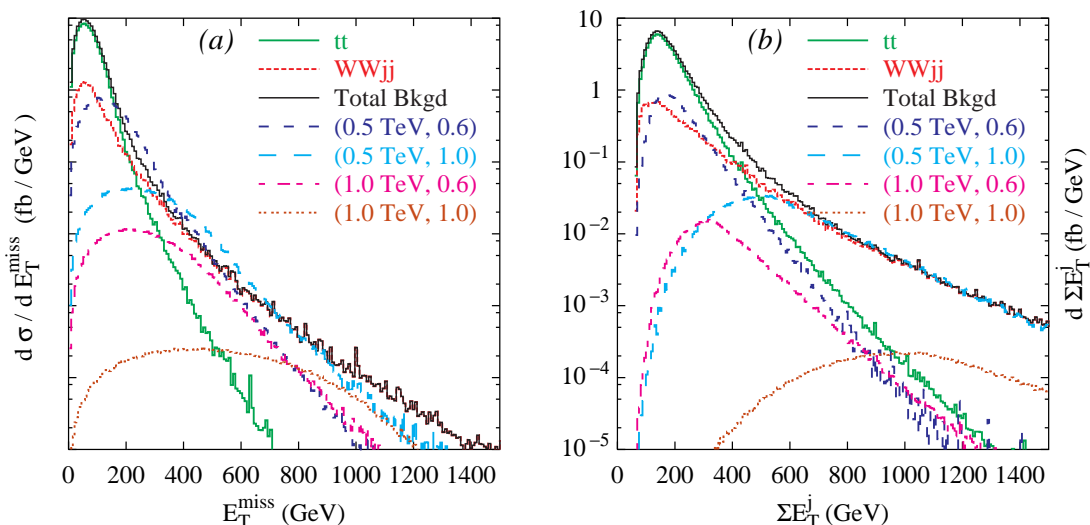 (a)
tt
WWjj
Total Bkgd
(0.5 TeV, 0.6)
(0.5 TeV, 1.0)
(1.0 TeV, 0.6)
(1.0 TeV, 1.0)
d σ / d E_T^miss (fb / GeV)
0 200 400 600 800 1000 1200 1400
E_T^miss (GeV)
(b)
tt
WWjj
Total Bkgd
(0.5 TeV, 0.6)
(0.5 TeV, 1.0)
(1.0 TeV, 0.6)
(1.0 TeV, 1.0)
10
1
10^−1
10^−2
10^−3
10^−4
10^−5
0 200 400 600 800 1000 1200 1400
ΣE_T^j (GeV)
d ΣE_T^j (fb / GeV)